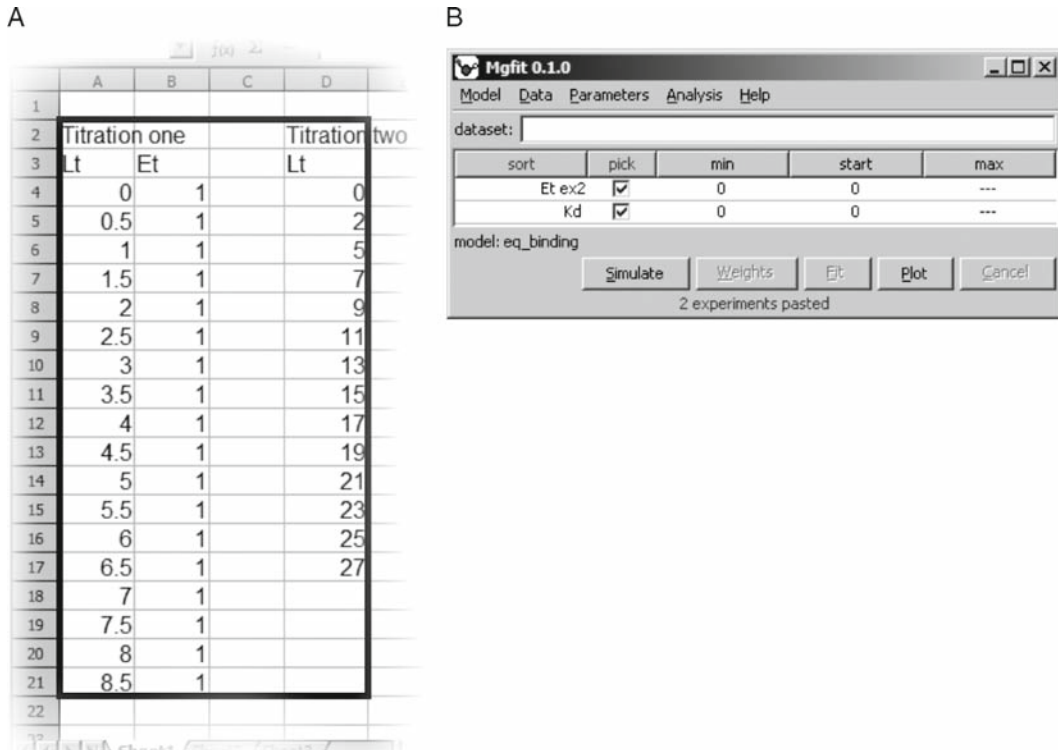 A
f(x) Σ
A B C D
1
2 Titration one Titration two
3 Lt Et Lt
4 0 1 0
5 0.5 1 2
6 1 1 5
7 1.5 1 7
8 2 1 9
9 2.5 1 11
10 3 1 13
11 3.5 1 15
12 4 1 17
13 4.5 1 19
14 5 1 21
15 5.5 1 23
16 6 1 25
17 6.5 1 27
18 7 1
19 7.5 1
20 8 1
21 8.5 1
22
B
Mgfit 0.1.0
Model Data Parameters Analysis Help
dataset:
sort pick min start max
Et ex2 0 0 ---
Kd 0 0 ---
model: eq_binding
Simulate Weights Fit Plot Cancel
2 experiments pasted